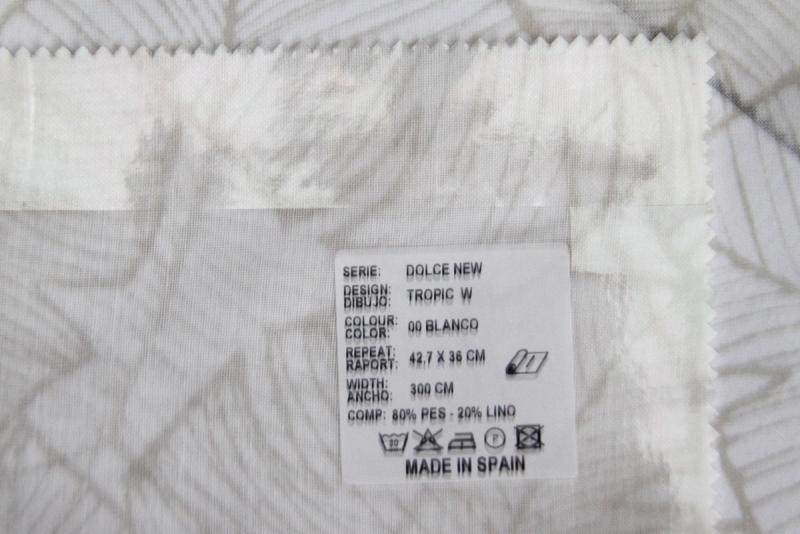 SERIE: DOLCE NEW
DESIGN:
DIBUJO: TROPIC W
COLOUR:
COLOR: 00 BLANCO
REPEAT:
RAPORT: 42,7 X 36 CM
WIDTH:
ANCHO: 300 CM
COMP: 80% PES - 20% LINO
30 P
MADE IN SPAIN